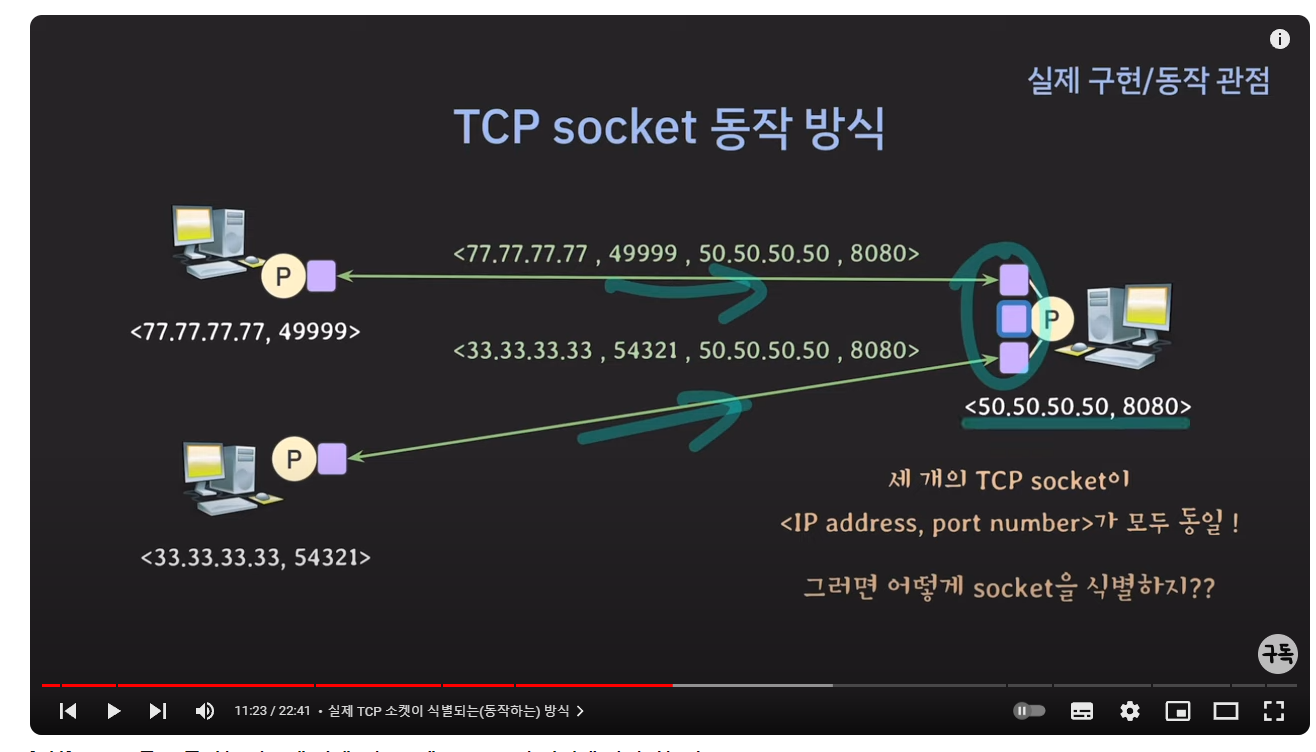 실제 구현/동작 관점
TCP socket 동작 방식
<77.77.77.77 , 49999 , 50.50.50.50 , 8080>
P
P
<77.77.77.77, 49999>
<33.33.33.33 , 54321 , 50.50.50.50 , 8080>
<50.50.50.50, 8080>
P
세 개의 TCP socket이
<IP address, port number>가 모두 동일 !
<33.33.33.33, 54321>
그러면 어떻게 socket을 식별하지??
구독
11:23 / 22:41 • 실제 TCP 소켓이 식별되는(동작하는) 방식